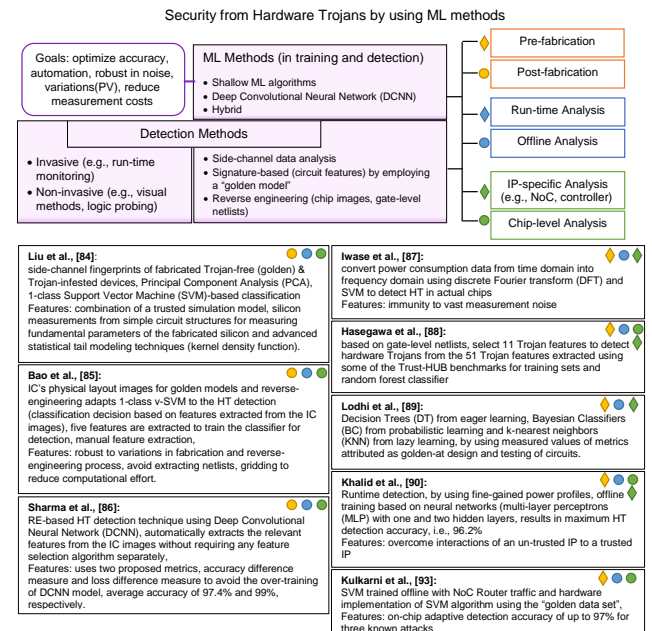 Security from Hardware Trojans by using ML methods
Goals: optimize accuracy,
automation, robust in noise,
variations(PV), reduce
measurement costs
ML Methods (in training and detection)
• Shallow ML algorithms
• Deep Convolutional Neural Network (DCNN)
• Hybrid
Detection Methods
• Invasive (e.g., run-time
monitoring)
• Non-invasive (e.g., visual
methods, logic probing)
• Side-channel data analysis
• Signature-based (circuit features) by employing
a “golden model”
• Reverse engineering (chip images, gate-level
netlists)
Pre-fabrication
Post-fabrication
Run-time Analysis
Offline Analysis
IP-specific Analysis
(e.g., NoC, controller)
Chip-level Analysis
Liu et al., [84]:
side-channel fingerprints of fabricated Trojan-free (golden) &
Trojan-infested devices, Principal Component Analysis (PCA),
1-class Support Vector Machine (SVM)-based classification
Features: combination of a trusted simulation model, silicon
measurements from simple circuit structures for measuring
fundamental parameters of the fabricated silicon and advanced
statistical tail modeling techniques (kernel density function).
Bao et al., [85]:
IC’s physical layout images for golden models and reverse-
engineering adapts 1-class v-SVM to the HT detection
(classification decision based on features extracted from the IC
images), five features are extracted to train the classifier for
detection, manual feature extraction,
Features: robust to variations in fabrication and reverse-
engineering process, avoid extracting netlists, gridding to
reduce computational effort.
Sharma et al., [86]:
RE-based HT detection technique using Deep Convolutional
Neural Network (DCNN), automatically extracts the relevant
features from the IC images without requiring any feature
selection algorithm separately,
Features: uses two proposed metrics, accuracy difference
measure and loss difference measure to avoid the over-training
of DCNN model, average accuracy of 97.4% and 99%,
respectively.
Iwase et al., [87]:
convert power consumption data from time domain into
frequency domain using discrete Fourier transform (DFT) and
SVM to detect HT in actual chips
Features: immunity to vast measurement noise
Hasegawa et al., [88]:
based on gate-level netlists, select 11 Trojan features to detect
hardware Trojans from the 51 Trojan features extracted using
some of the Trust-HUB benchmarks for training sets and
random forest classifier
Lodhi et al., [89]:
Decision Trees (DT) from eager learning, Bayesian Classifiers
(BC) from probabilistic learning and k-nearest neighbors
(KNN) from lazy learning, by using measured values of metrics
attributed as golden-at design and testing of circuits.
Khalid et al., [90]:
Runtime detection, by using fine-gained power profiles, offline
training based on neural networks (multi-layer perceptrons
(MLP) with one and two hidden layers, results in maximum HT
detection accuracy, i.e., 96.2%
Features: overcome interactions of an un-trusted IP to a trusted
IP
Kulkarni et al., [93]:
SVM trained offline with NoC Router traffic and hardware
implementation of SVM algorithm using the “golden data set”,
Features: on-chip adaptive detection accuracy of up to 97% for
three known attacks